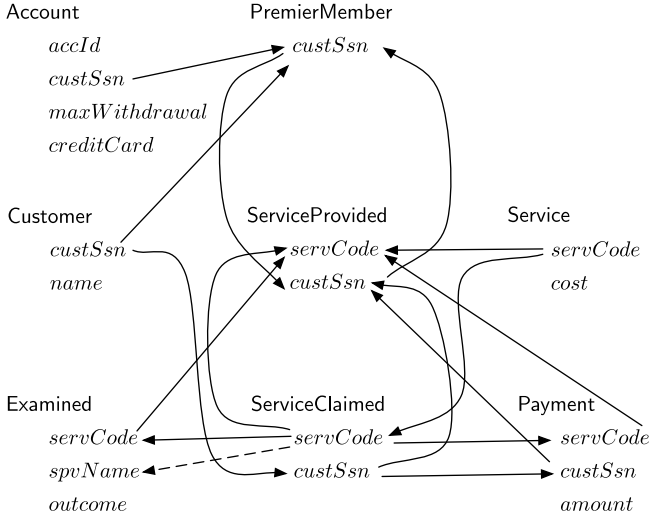 Account
accId
custSsn
maxWithdrawal
creditCard
PremierMember
custSsn
Customer
custSsn
name
ServiceProvided
servCode
custSsn
Service
servCode
cost
Examined
servCode
spvName
outcome
ServiceClaimed
servCode
custSsn
Payment
servCode
custSsn
amount